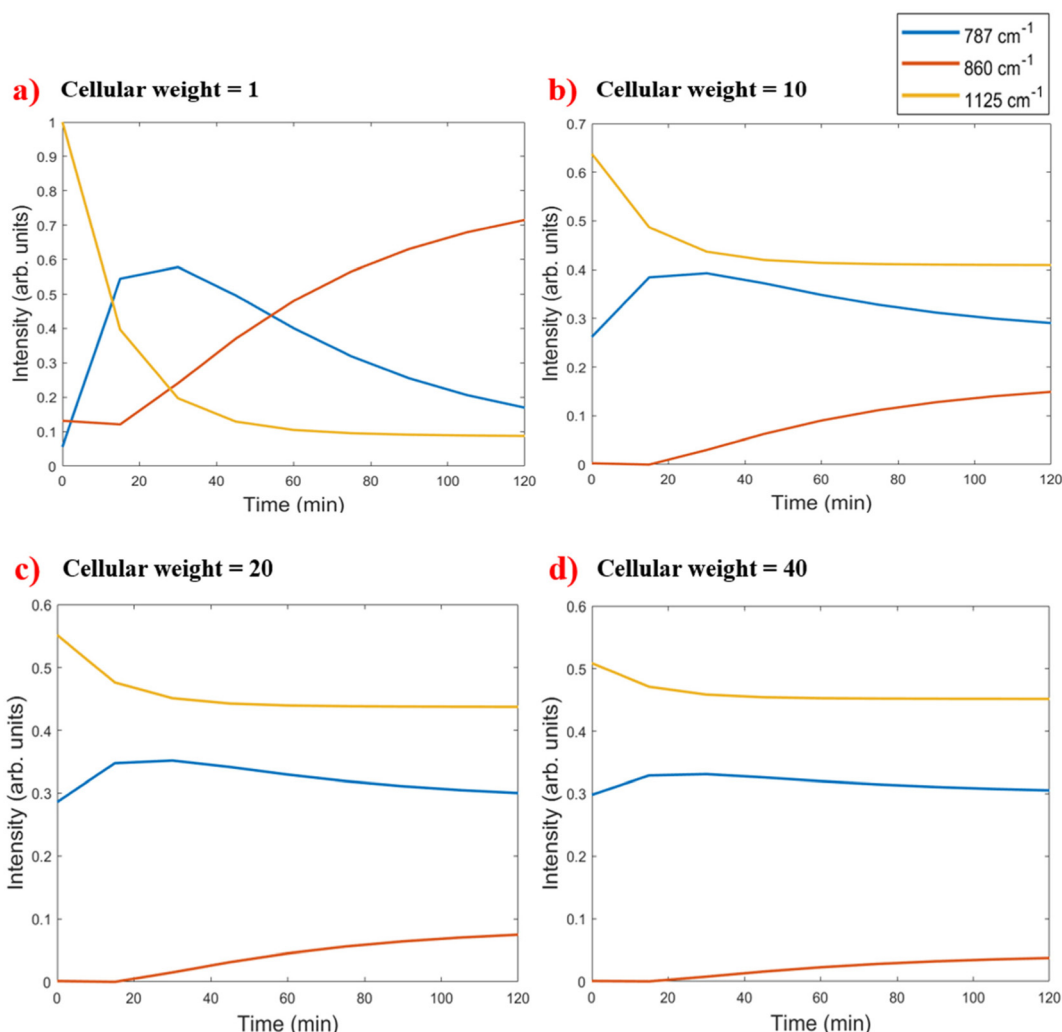 787 cm-1
860 cm-1
1125 cm-1
a) Cellular weight = 1
b) Cellular weight = 10
1
0.9
0.8
0.7
0.6
0.5
0.4
0.3
0.2
0.1
0
Intensity (arb. units)
0 20 40 60 80 100 120
Time (min)
0.7
0.6
0.5
0.4
0.3
0.2
0.1
0
Intensity (arb. units)
0 20 40 60 80 100 120
Time (min)
c) Cellular weight = 20
d) Cellular weight = 40
0.6
0.5
0.4
0.3
0.2
0.1
0
Intensity (arb. units)
0 20 40 60 80 100 120
Time (min)
0.6
0.5
0.4
0.3
0.2
0.1
0
Intensity (arb. units)
0 20 40 60 80 100 120
Time (min)